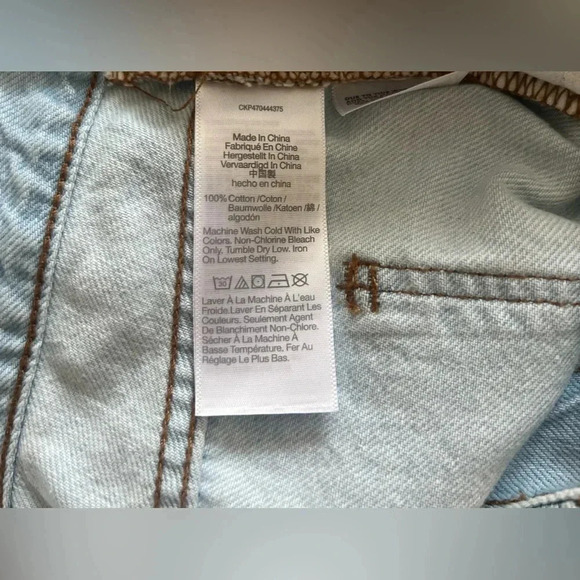 CKP470444375
Made In China
Fabriqué En Chine
Hergestellt In China
Vervaardigd In China
中国製
hecho en china
100% Cotton /Coton /
Baumwolle /Katoen /綿 /
algodón
Machine Wash Cold With Like
Colors. Non-Chlorine Bleach
Only. Tumble Dry Low. Iron
On Lowest Setting.
30
Laver À La Machine À L'eau
Froide.Laver En Séparant Les
Couleurs. Seulement Agent
De Blanchiment Non-Chlore.
Sécher À La Machine À
Basse Température. Fer Au
Réglage Le Plus Bas.